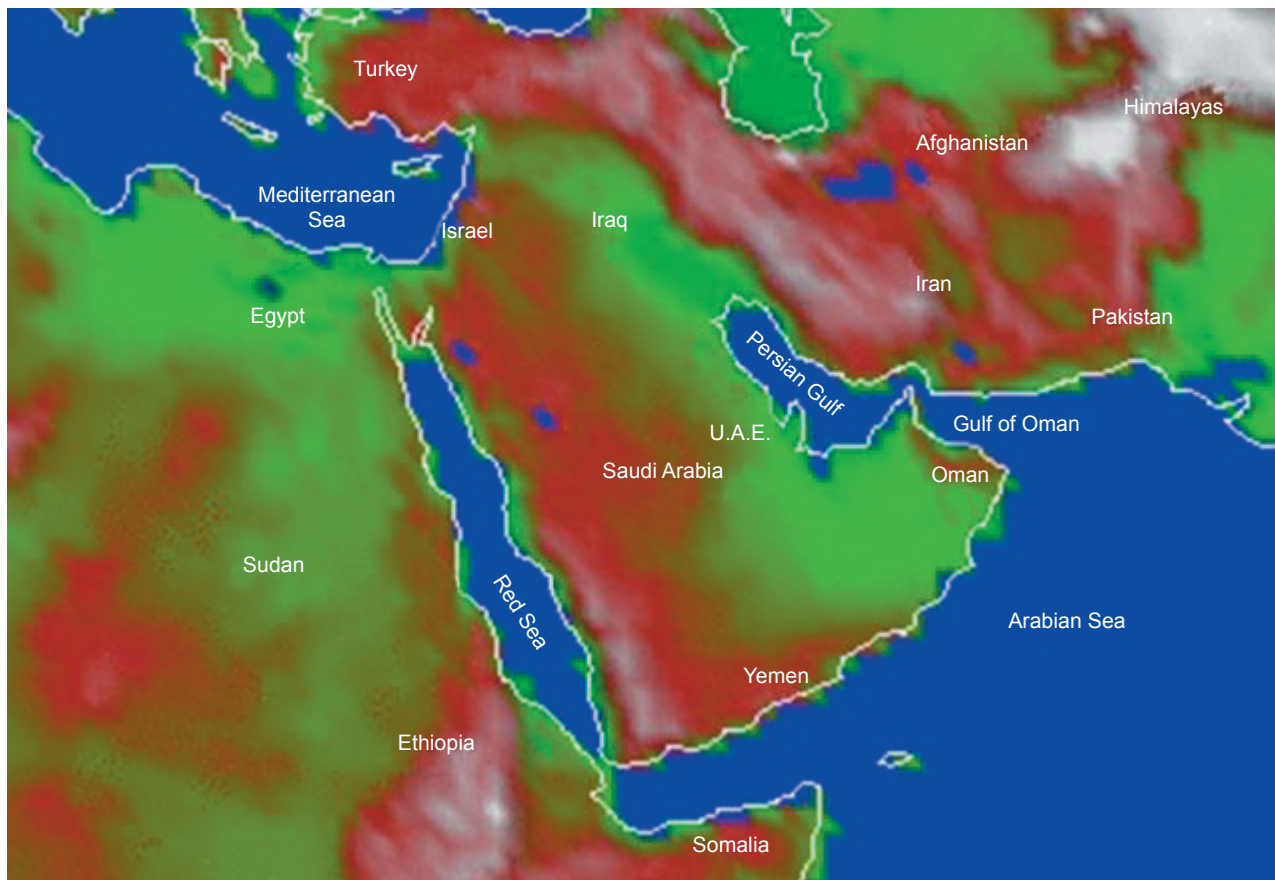 Turkey
Himalayas
Afghanistan
Mediterranean
Sea
Israel
Iraq
Iran
Egypt
Pakistan
Persian Gulf
Gulf of Oman
U.A.E.
Saudi Arabia
Oman
Sudan
Red Sea
Arabian Sea
Yemen
Ethiopia
Somalia